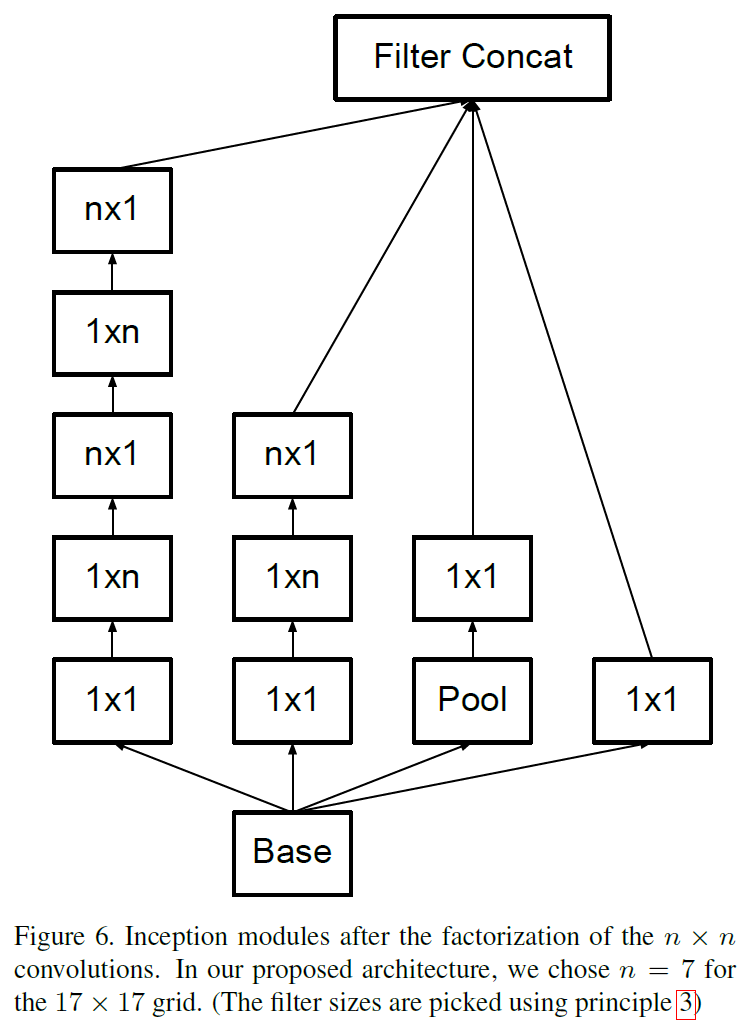 Filter Concat
nx1
1xn
nx1
nx1
1xn
1xn
1x1
1x1
1x1
Pool
1x1
Base
Figure 6. Inception modules after the factorization of the n × n
convolutions. In our proposed architecture, we chose n = 7 for
the 17 × 17 grid. (The filter sizes are picked using principle 3)